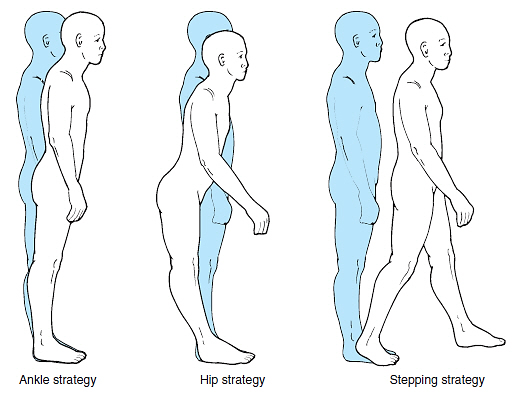 Ankle strategy
Hip strategy
Stepping strategy